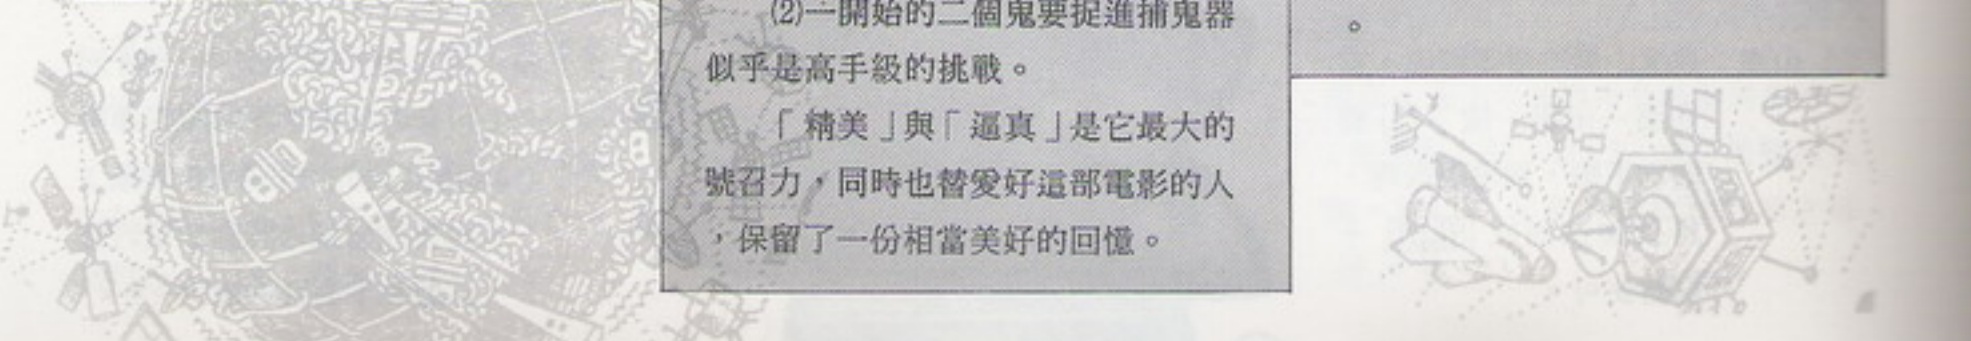 (2)一開始的二個鬼要捉進捕鬼器
似乎是高手級的挑戰。
「精美」與「逼真」是它最大的
號召力，同時也替愛好這部電影的人
，保留了一份相當美好的回憶。
。